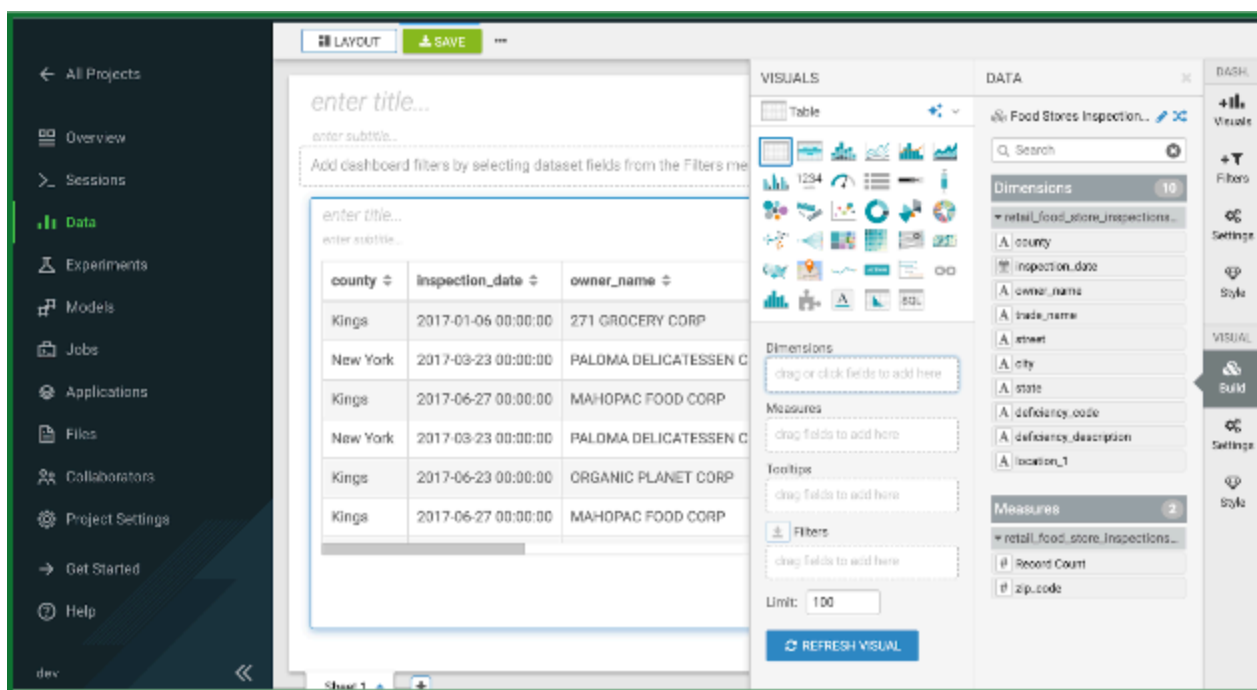 All Projects
Overview
Sessions
Data
Experiments
Models
Jobs
Applications
Files
Collaborators
Project Settings
Get Started
Help
dev
LAYOUT
SAVE
enter title...
enter subtitle...
Add dashboard filters by selecting dataset fields from the Filters me
enter title...
enter subtitle...
county inspection_date owner_name
Kings 2017-01-06 00:00:00 271 GROCERY CORP
New York 2017-03-23 00:00:00 PALOMA DELICATESSEN C
Kings 2017-06-27 00:00:00 MAHOPAC FOOD CORP
New York 2017-03-23 00:00:00 PALOMA DELICATESSEN C
Kings 2017-06-23 00:00:00 ORGANIC PLANET CORP
Kings 2017-06-27 00:00:00 MAHOPAC FOOD CORP
Sheet 1
VISUALS
Table
1234
A
SQL
Dimensions
drag or click fields to add here
Measures
drag fields to add here
Tooltips
drag fields to add here
Filters
drag fields to add here
Limit: 100
REFRESH VISUAL
DATA
Food Stores Inspection...
Search
Dimensions 10
retail_food_store_inspections...
A county
inspection_date
A owner_name
A trade_name
A street
A city
A state
A deficiency_code
A deficiency_description
A location_1
Measures 2
retail_food_store_inspections...
# Record Count
# zip_code
DASH.
Visuals
Filters
Settings
Style
VISUAL
Build
Settings
Style